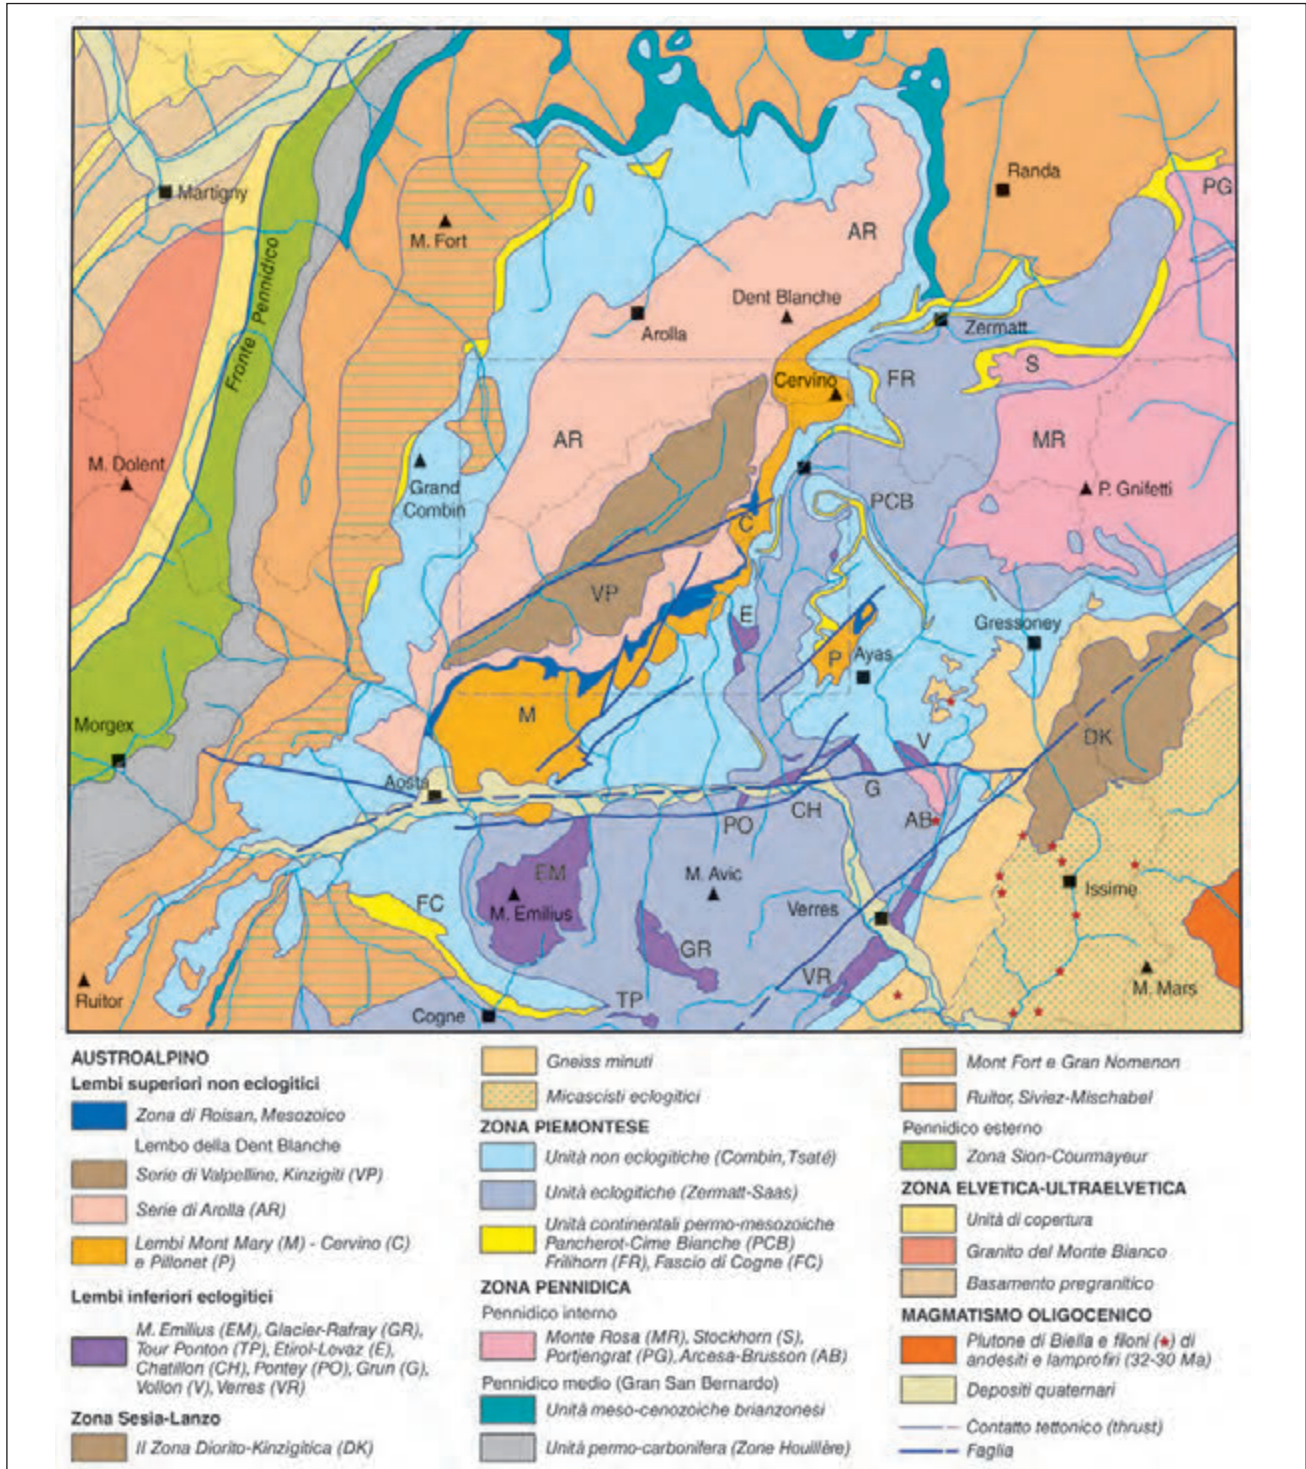 Martigny
M. Fort
Randa
PG
AR
Fronte Pennidico
Dent Blanche
Arolla
Zermatt
S
Cervino
FR
AR
MR
M. Dolent
Grand
Combin
P. Gnifetti
PCB
C
VP
E
Gressoney
P
Ayas
M
Morgex
V
DK
Aosta
G
CH
PO
AB
EM
M. Avic
Issime
FC
M. Emilius
Verres
GR
VR
M. Mars
Ruitor
TP
Cogne
AUSTROALPINO
Lembi superiori non eclogitici
Zona di Roisan, Mesozoico
Lembo della Dent Blanche
Serie di Valpelline, Kinzigiti (VP)
Serie di Arolla (AR)
Lembi Mont Mary (M) - Cervino (C)
e Pillonet (P)
Lembi inferiori eclogitici
M. Emilius (EM), Glacier-Rafray (GR),
Tour Ponton (TP), Etirol-Levaz (E),
Chatillon (CH), Pontey (PO), Grun (G),
Vollon (V), Verres (VR)
Zona Sesia-Lanzo
II Zona Diorito-Kinzigitica (DK)
Gneiss minuti
Micascisti eclogitici
ZONA PIEMONTESE
Unità non eclogitiche (Combin, Tsaté)
Unità eclogitiche (Zermatt-Saas)
Unità continentali permo-mesozoiche
Pancherot-Cime Bianche (PCB)
Frilihorn (FR), Fascio di Cogne (FC)
ZONA PENNIDICA
Pennidico interno
Monte Rosa (MR), Stockhorn (S),
Portjengrat (PG), Arcesa-Brusson (AB)
Pennidico medio (Gran San Bernardo)
Unità meso-cenozoiche brianzonesi
Unità permo-carbonifera (Zone Houillère)
Mont Fort e Gran Nomenon
Ruitor, Siviez-Mischabel
Pennidico esterno
Zona Sion-Courmayeur
ZONA ELVETICA-ULTRAELVETICA
Unità di copertura
Granito del Monte Bianco
Basamento pregranitico
MAGMATISMO OLIGOCENICO
Plutone di Biella e filoni (★) di
andesiti e lamprofiri (32-30 Ma)
Depositi quaternari
Contatto tettonico (thrust)
Faglia